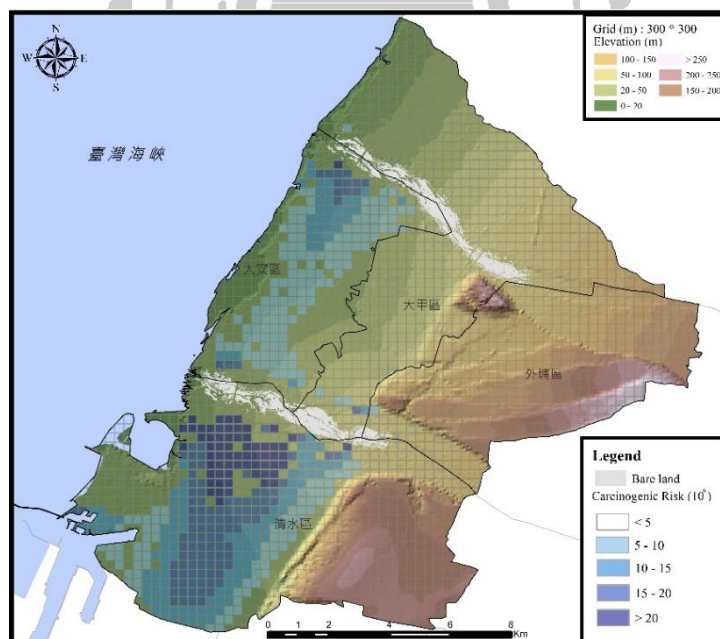 N
W E
S
臺灣海峽
Grid (m) : 300 * 300
Elevation (m)
100 - 150 > 250
50 - 100 200 - 250
20 - 50 150 - 200
0 - 20
大安區
大甲區
外埔區
清水區
Legend
Bare land
Carcinogenic Risk
< 5
5 - 10
10 - 15
15 - 20
> 20
0 1 2 4 6 8
Km